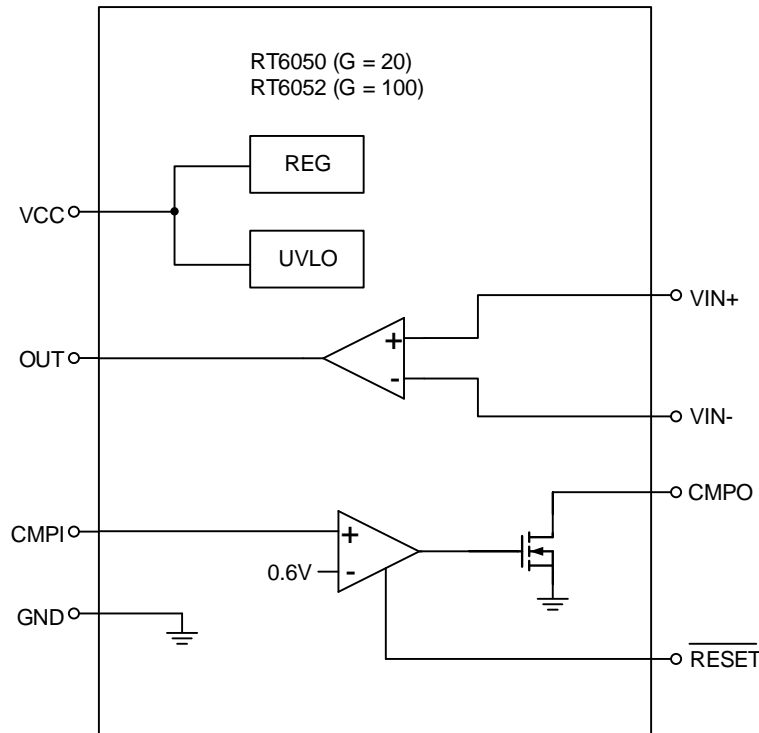 RT6050 (G = 20)
RT6052 (G = 100)
REG
VCC
UVLO
VIN+
OUT
+
-
VIN-
CMPO
CMPI
+
0.6V
-
GND
RESET